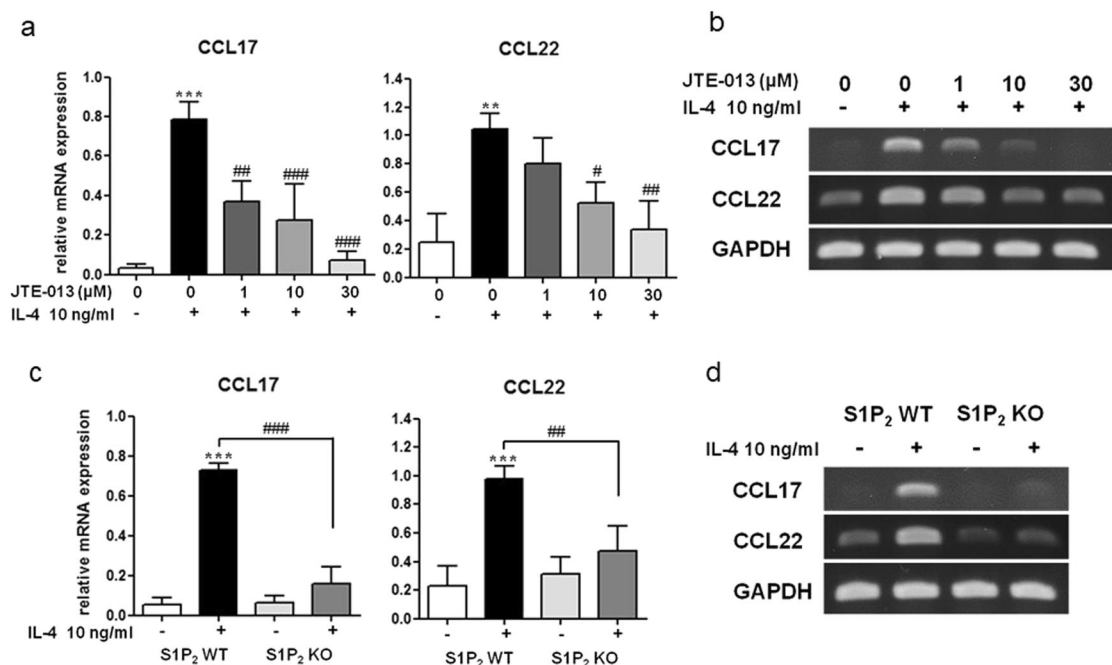 a
CCL17
relative mRNA expression
1.0
0.8
0.6
0.4
0.2
0.0
***
##
###
###
JTE-013 (μM) 0 0 1 10 30
IL-4 10 ng/ml - + + + +
CCL22
1.4
1.2
1.0
0.8
0.6
0.4
0.2
0.0
**
#
##
0 0 1 10 30
- + + + +
b
JTE-013 (μM) 0 0 1 10 30
IL-4 10 ng/ml - + + + +
CCL17
CCL22
GAPDH
c
CCL17
relative mRNA expression
1.0
0.8
0.6
0.4
0.2
0.0
***
###
IL-4 10 ng/ml - + - +
S1P₂ WT S1P₂ KO
CCL22
1.4
1.2
1.0
0.8
0.6
0.4
0.2
0.0
***
##
- + - +
S1P₂ WT S1P₂ KO
d
S1P₂ WT S1P₂ KO
IL-4 10 ng/ml - + - +
CCL17
CCL22
GAPDH